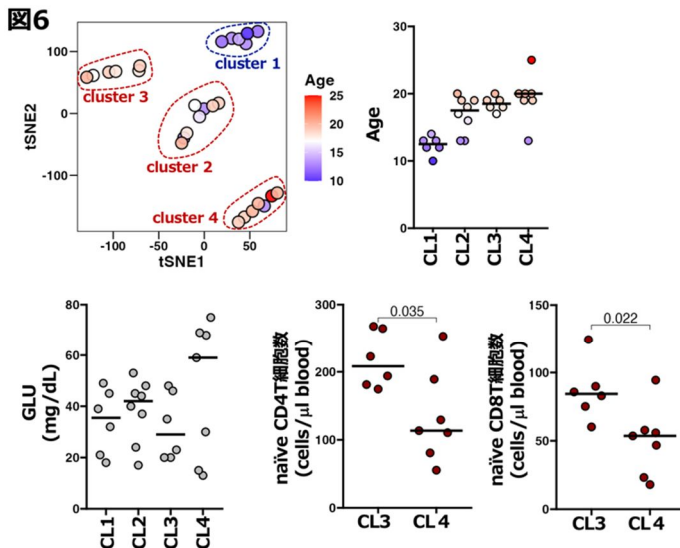 図6
100
0
-100
tSNE2
-100
-50
0
50
tSNE1
cluster 1
cluster 3
cluster 2
cluster 4
Age
25
20
15
10
30
20
10
0
Age
CL1
CL2
CL3
CL4
80
60
40
20
0
GLU
(mg/dL)
CL1
CL2
CL3
CL4
300
200
100
0
naïve CD4T細胞数
(cells/μl blood)
0.035
CL3
CL4
150
100
50
0
naïve CD8T細胞数
(cells/μl blood)
0.022
CL3
CL4